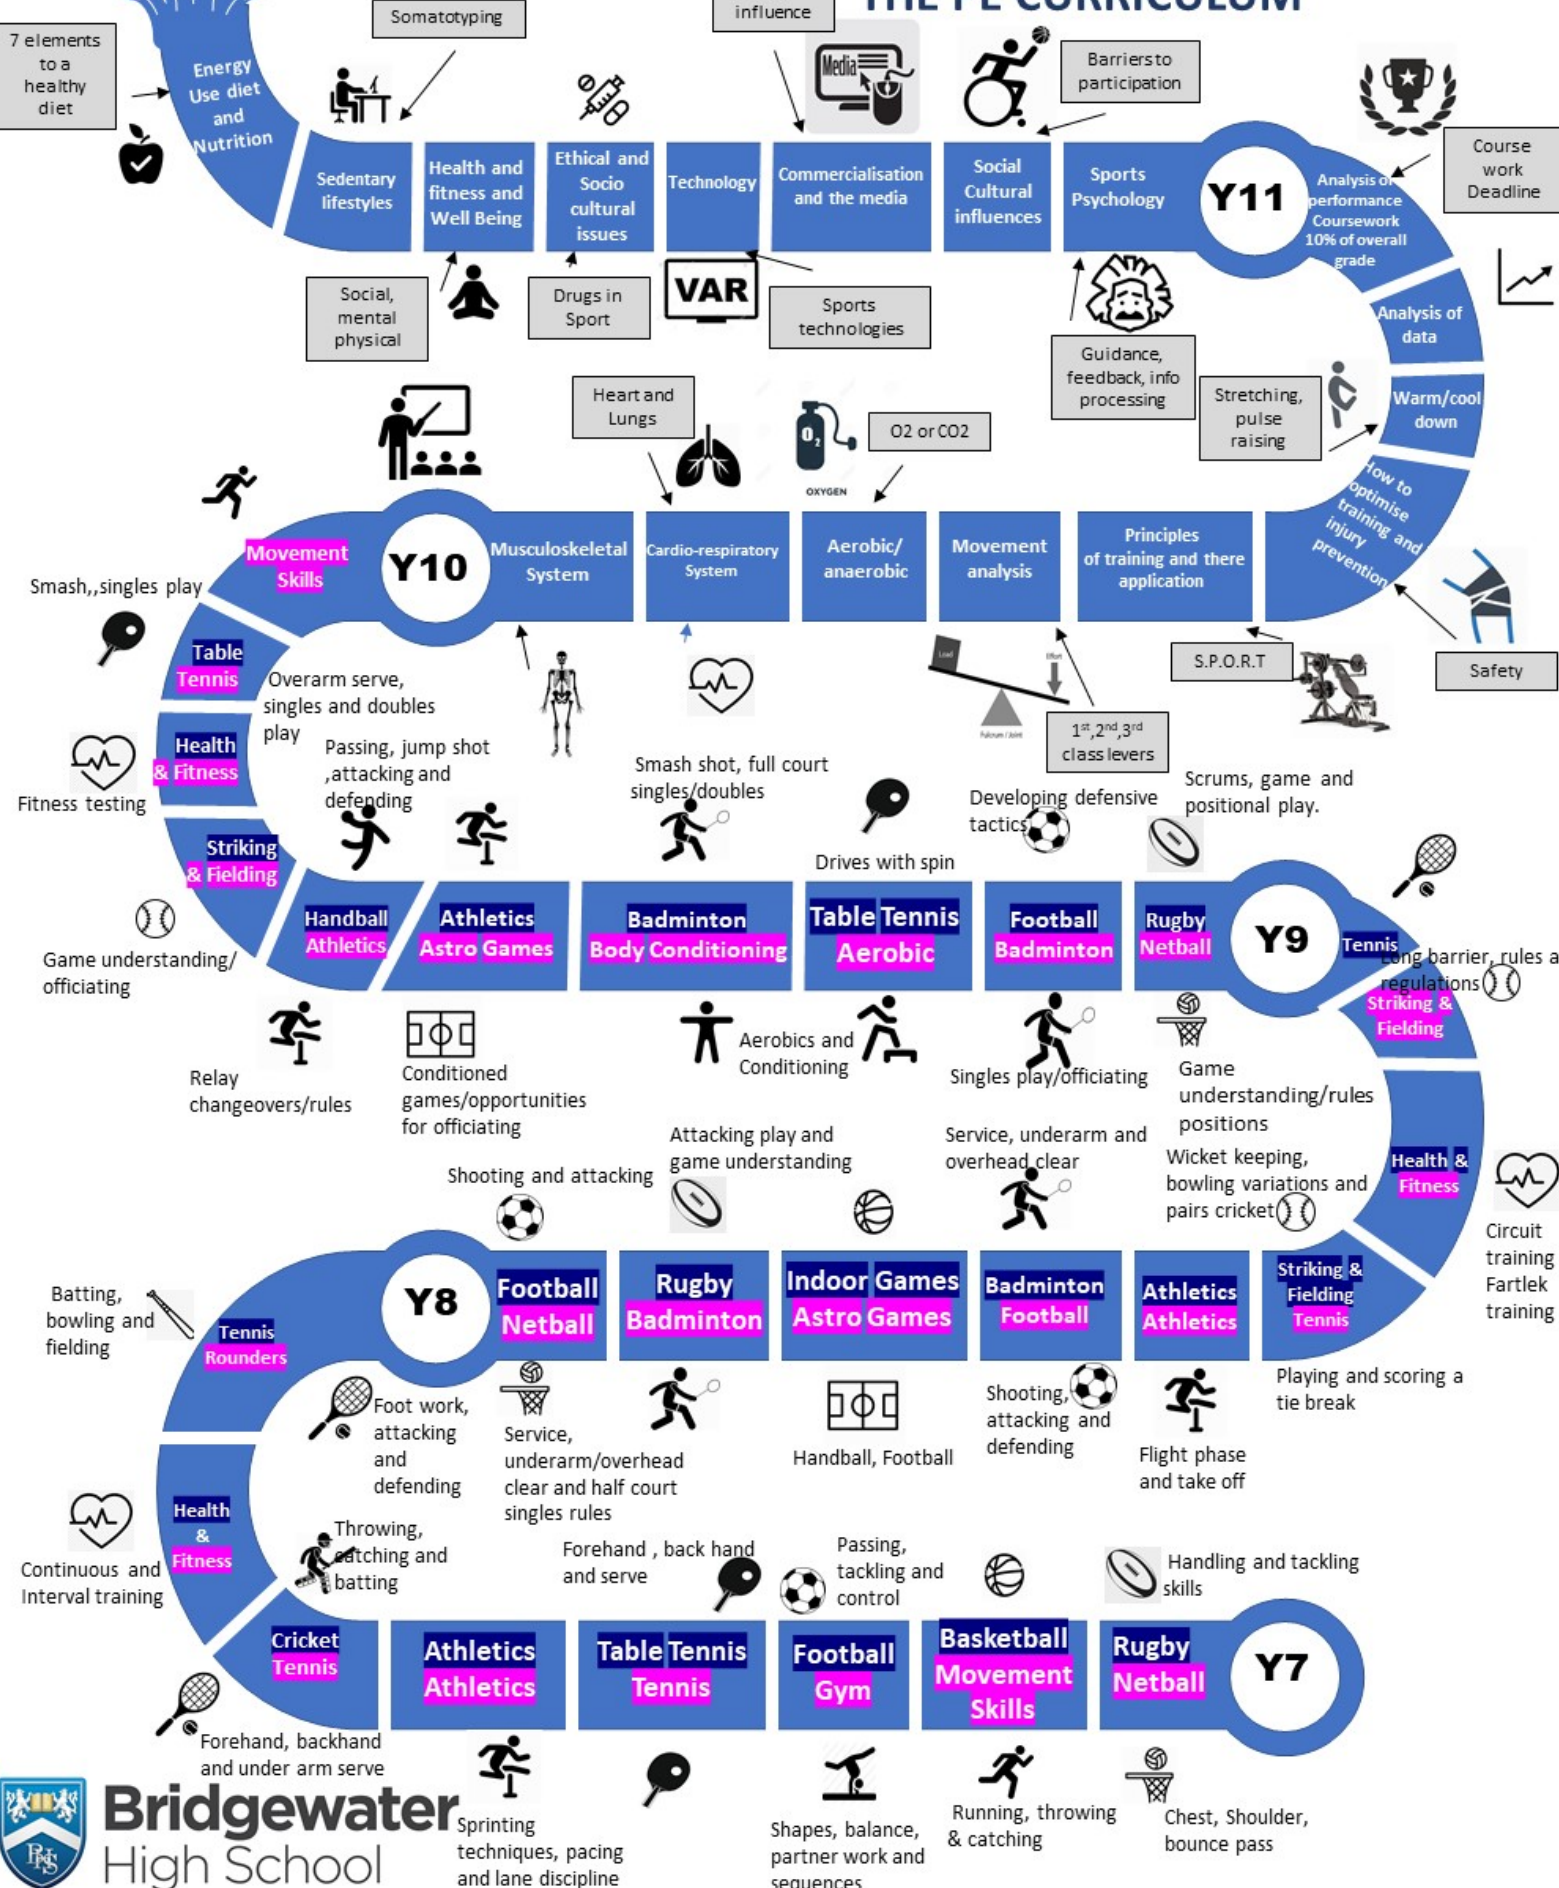 THE PE CURRICULUM
7 elements
to a
healthy
diet
Somatotyping
influence
Media
Barriers to
participation
Course
work
Deadline
Energy
Use diet
and
Nutrition
Sedentary
lifestyles
Health and
fitness and
Well Being
Ethical and
Socio
cultural
issues
Technology
Commercialisation
and the media
Social
Cultural
influences
Sports
Psychology
Y11
Analysis of
performance
Coursework
10% of overall
grade
Social,
mental
physical
Drugs in
Sport
VAR
Sports
technologies
Guidance,
feedback, info
processing
Analysis of
data
Stretching,
pulse
raising
Warm/cool
down
Heart and
Lungs
O2
OXYGEN
O2 or CO2
How to
optimise
training and
injury
prevention
Movement
Skills
Y10
Musculoskeletal
System
Cardio-respiratory
System
Aerobic/
anaerobic
Movement
analysis
Principles
of training and there
application
Smash,,singles play
Table
Tennis
Overarm serve,
singles and doubles
play
Load
Effort
Fulcrum / Joint
1st,2nd,3rd
class levers
S.P.O.R.T
Safety
Health
& Fitness
Fitness testing
Passing, jump shot
,attacking and
defending
Smash shot, full court
singles/doubles
Drives with spin
Developing defensive
tactics
Scrums, game and
positional play.
Striking
& Fielding
Game understanding/
officiating
Handball
Athletics
Athletics
Astro Games
Badminton
Body Conditioning
Table Tennis
Aerobic
Football
Badminton
Rugby
Netball
Y9
Tennis
Long barrier, rules a
regulations
Striking &
Fielding
Relay
changeovers/rules
Conditioned
games/opportunities
for officiating
Aerobics and
Conditioning
Singles play/officiating
Game
understanding/rules
positions
Shooting and attacking
Attacking play and
game understanding
Service, underarm and
overhead clear
Wicket keeping,
bowling variations and
pairs cricket
Health &
Fitness
Circuit
training
Fartlek
training
Batting,
bowling and
fielding
Tennis
Rounders
Y8
Football
Netball
Rugby
Badminton
Indoor Games
Astro Games
Badminton
Football
Athletics
Athletics
Striking &
Fielding
Tennis
Foot work,
attacking
and
defending
Service,
underarm/overhead
clear and half court
singles rules
Handball, Football
Shooting,
attacking and
defending
Flight phase
and take off
Playing and scoring a
tie break
Health
&
Fitness
Continuous and
Interval training
Throwing,
catching and
batting
Forehand , back hand
and serve
Passing,
tackling and
control
Handling and tackling
skills
Cricket
Tennis
Athletics
Athletics
Table Tennis
Tennis
Football
Gym
Basketball
Movement
Skills
Rugby
Netball
Y7
Forehand, backhand
and under arm serve
Sprinting
techniques, pacing
and lane discipline
Shapes, balance,
partner work and
sequences
Running, throwing
& catching
Chest, Shoulder,
bounce pass
BHS
Bridgewater
High School